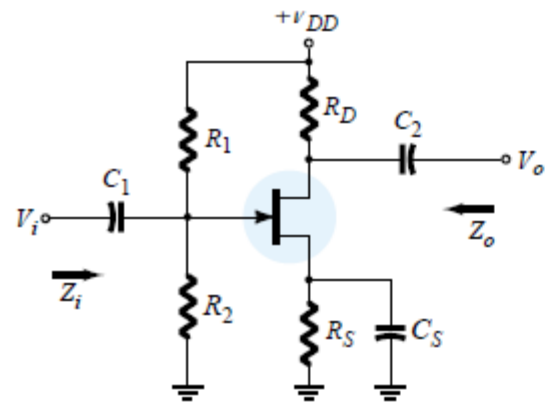 +v_DD
R_D
C_2
R_1
V_o
C_1
V_i
Z_o
Z_i
R_2
R_S
C_S